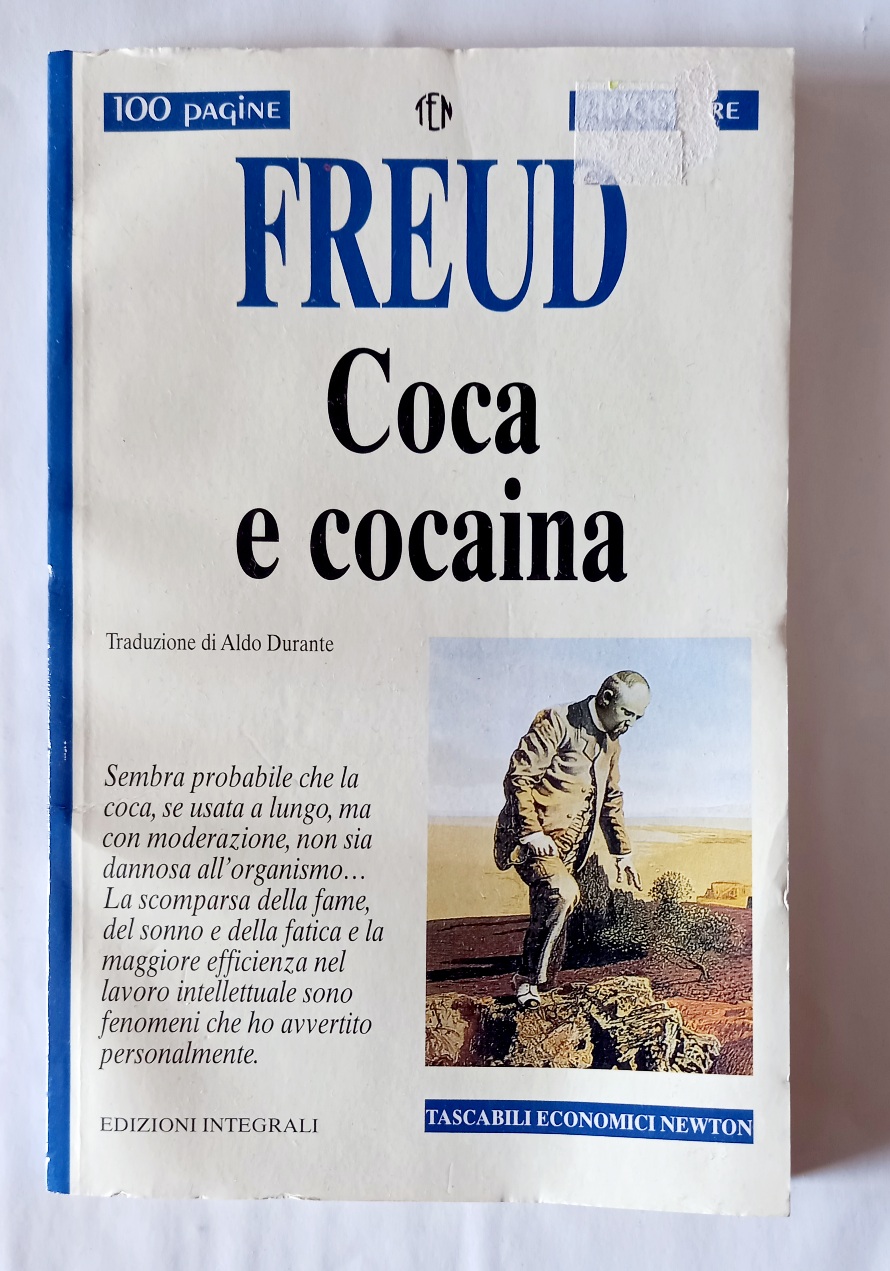 100 PAGINE
TEN
FREUD
Coca
e cocaina
Traduzione di Aldo Durante
Sembra probabile che la
coca, se usata a lungo, ma
con moderazione, non sia
dannosa all'organismo…
La scomparsa della fame,
del sonno e della fatica e la
maggiore efficienza nel
lavoro intellettuale sono
fenomeni che ho avvertito
personalmente.
EDIZIONI INTEGRALI
TASCABILI ECONOMICI NEWTON